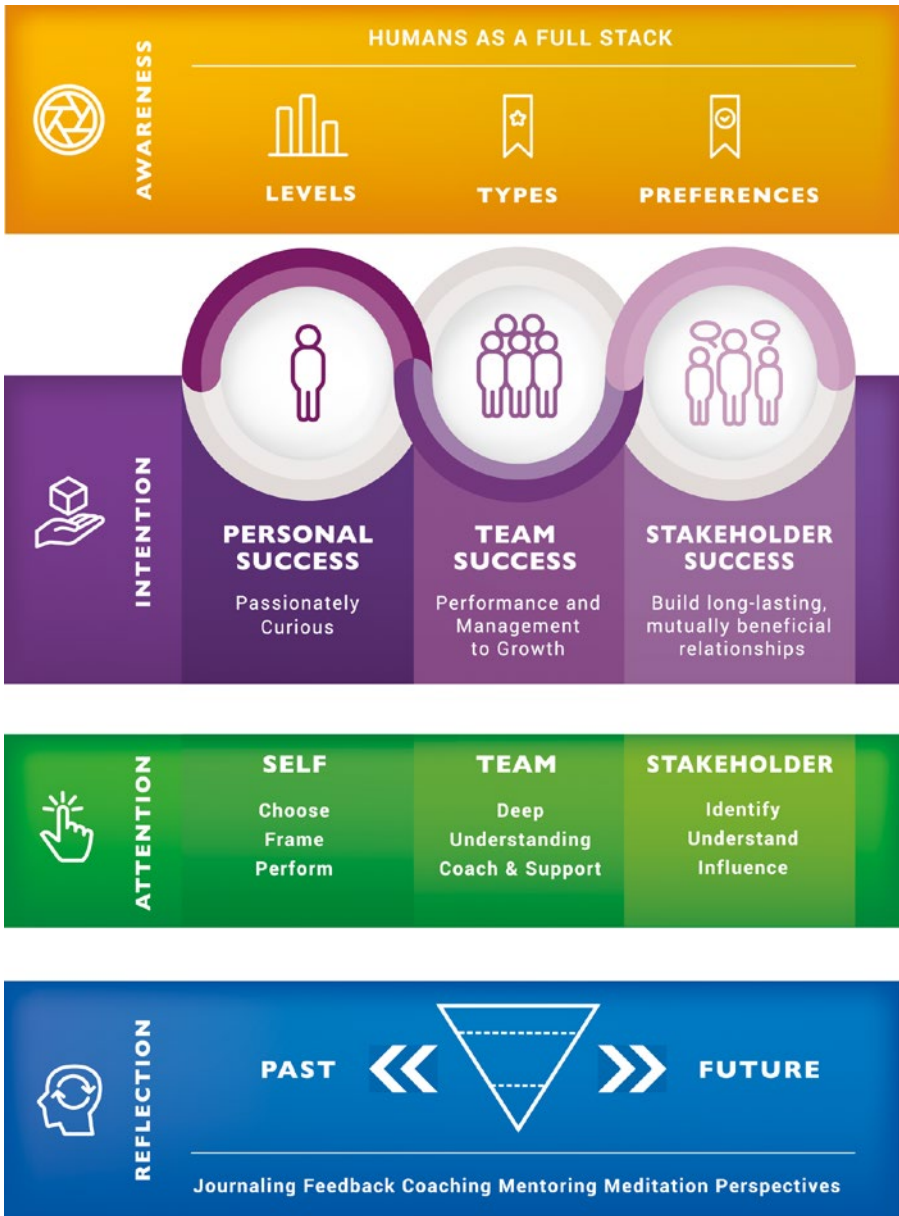 AWARENESS
HUMANS AS A FULL STACK
LEVELS
TYPES
PREFERENCES
INTENTION
PERSONAL
SUCCESS
Passionately
Curious
TEAM
SUCCESS
Performance and
Management
to Growth
STAKEHOLDER
SUCCESS
Build long-lasting,
mutually beneficial
relationships
ATTENTION
SELF
Choose
Frame
Perform
TEAM
Deep
Understanding
Coach & Support
STAKEHOLDER
Identify
Understand
Influence
REFLECTION
PAST
FUTURE
Journaling Feedback Coaching Mentoring Meditation Perspectives